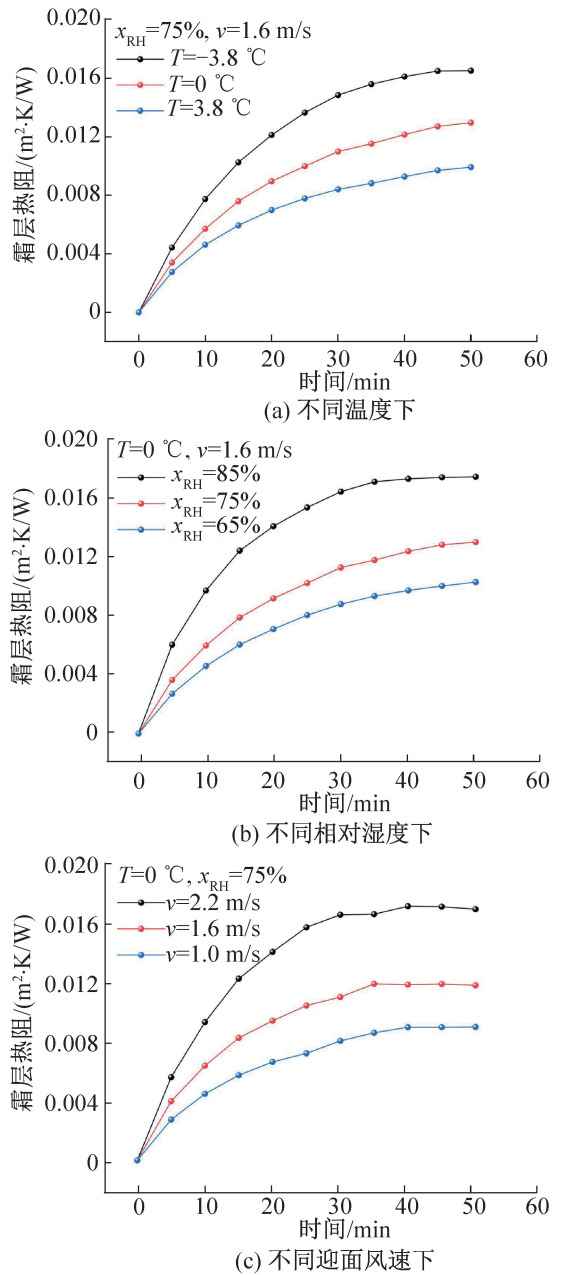 0.020
0.016
0.012
0.008
0.004
0
霜层热阻/(m²·K/W)
xRH=75%, v=1.6 m/s
T=−3.8 ℃
T=0 ℃
T=3.8 ℃
0 10 20 30 40 50 60
时间/min
(a) 不同温度下
0.020
0.016
0.012
0.008
0.004
0
霜层热阻/(m²·K/W)
T=0 ℃, v=1.6 m/s
xRH=85%
xRH=75%
xRH=65%
0 10 20 30 40 50 60
时间/min
(b) 不同相对湿度下
0.020
0.016
0.012
0.008
0.004
0
霜层热阻/(m²·K/W)
T=0 ℃, xRH=75%
v=2.2 m/s
v=1.6 m/s
v=1.0 m/s
0 10 20 30 40 50 60
时间/min
(c) 不同迎面风速下